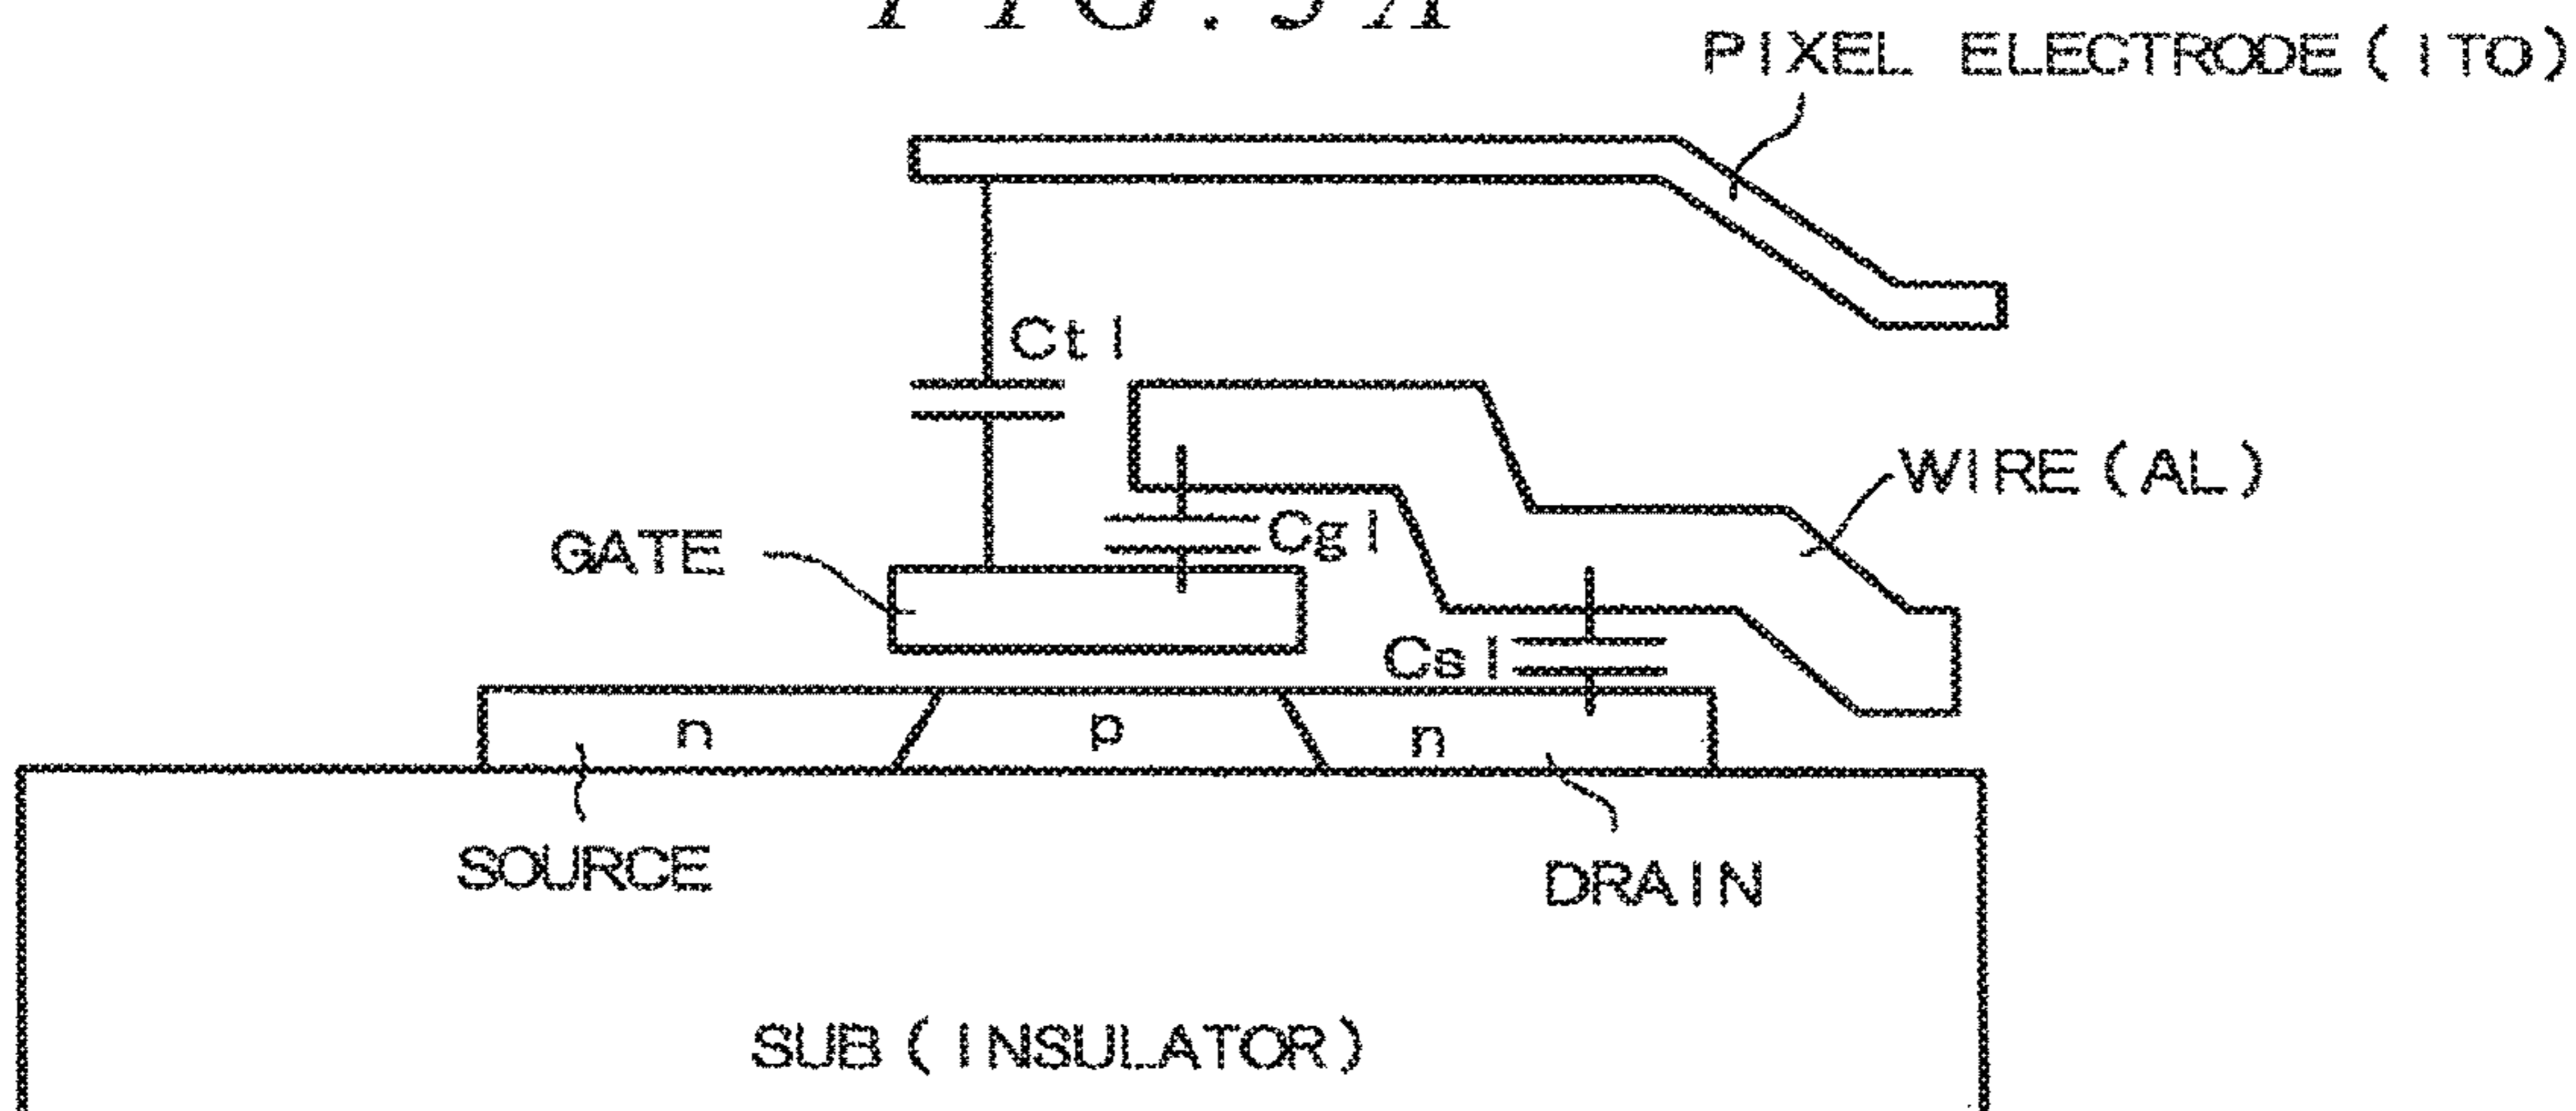 PIXEL ELECTRODE (ITO)
Ctl
WIRE (AL)
Cgl
GATE
Csl
n
p
n
SOURCE
DRAIN
SUB (INSULATOR)